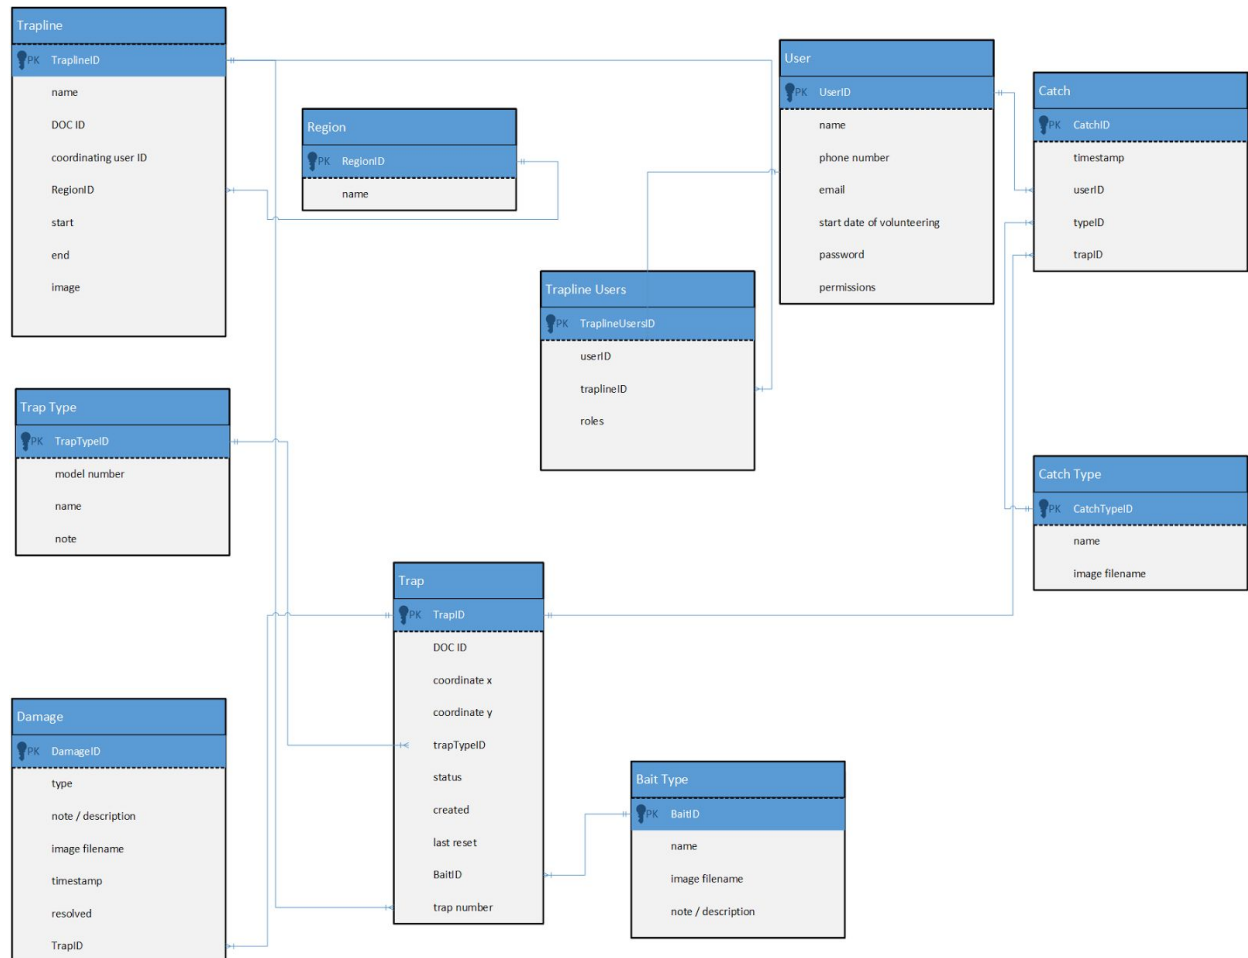 Trapline
PK TraplineID
name
DOC ID
coordinating user ID
RegionID
start
end
image
Region
PK RegionID
name
User
PK UserID
name
phone number
email
start date of volunteering
password
permissions
Catch
PK CatchID
timestamp
userID
typeID
trapID
Trapline Users
PK TraplineUsersID
userID
traplineID
roles
Trap Type
PK TrapTypeID
model number
name
note
Catch Type
PK CatchTypeID
name
image filename
Trap
PK TrapID
DOC ID
coordinate x
coordinate y
trapTypeID
status
created
last reset
BaitID
trap number
Damage
PK DamageID
type
note / description
image filename
timestamp
resolved
TrapID
Bait Type
PK BaitID
name
image filename
note / description